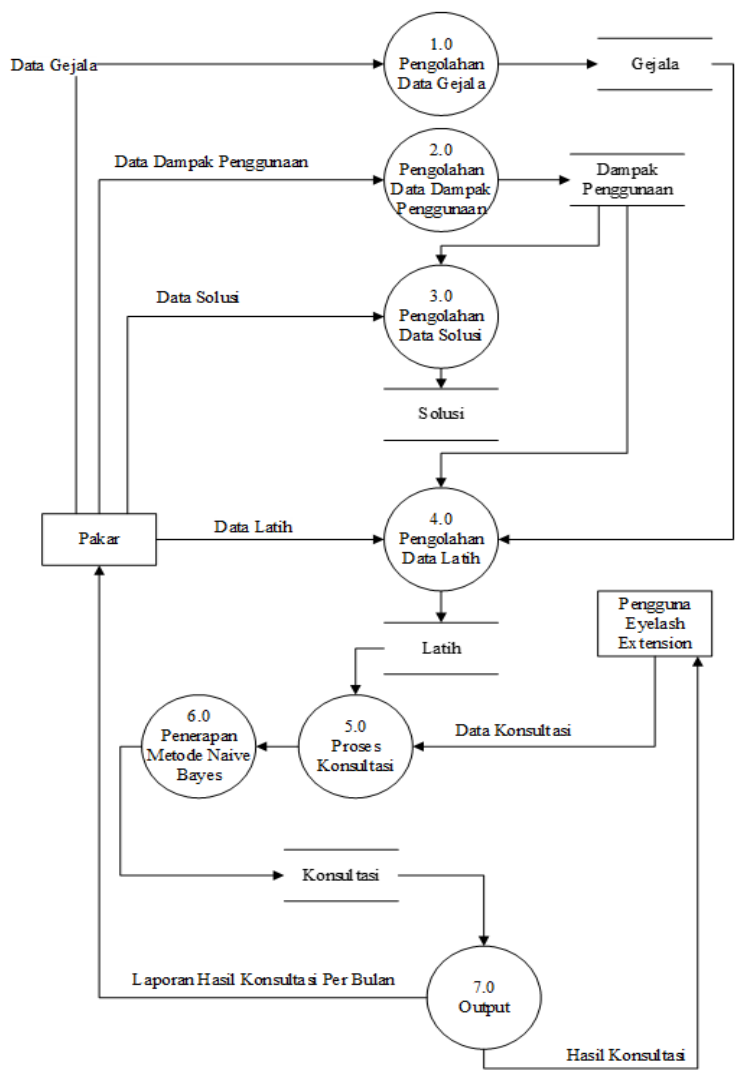 1.0
Pengolahan
Data Gejala
Data Gejala
Gejala
2.0
Pengolahan
Data Dampak
Penggunaan
Data Dampak Penggunaan
Dampak
Penggunaan
3.0
Pengolahan
Data Solusi
Data Solusi
Solusi
4.0
Pengolahan
Data Latih
Data Latih
Pakar
Pengguna
Eyelash
Extension
Latih
5.0
Proses
Konsultasi
6.0
Penerapan
Metode Naive
Bayes
Data Konsultasi
Konsultasi
Laporan Hasil Konsultasi Per Bulan
7.0
Output
Hasil Konsultasi